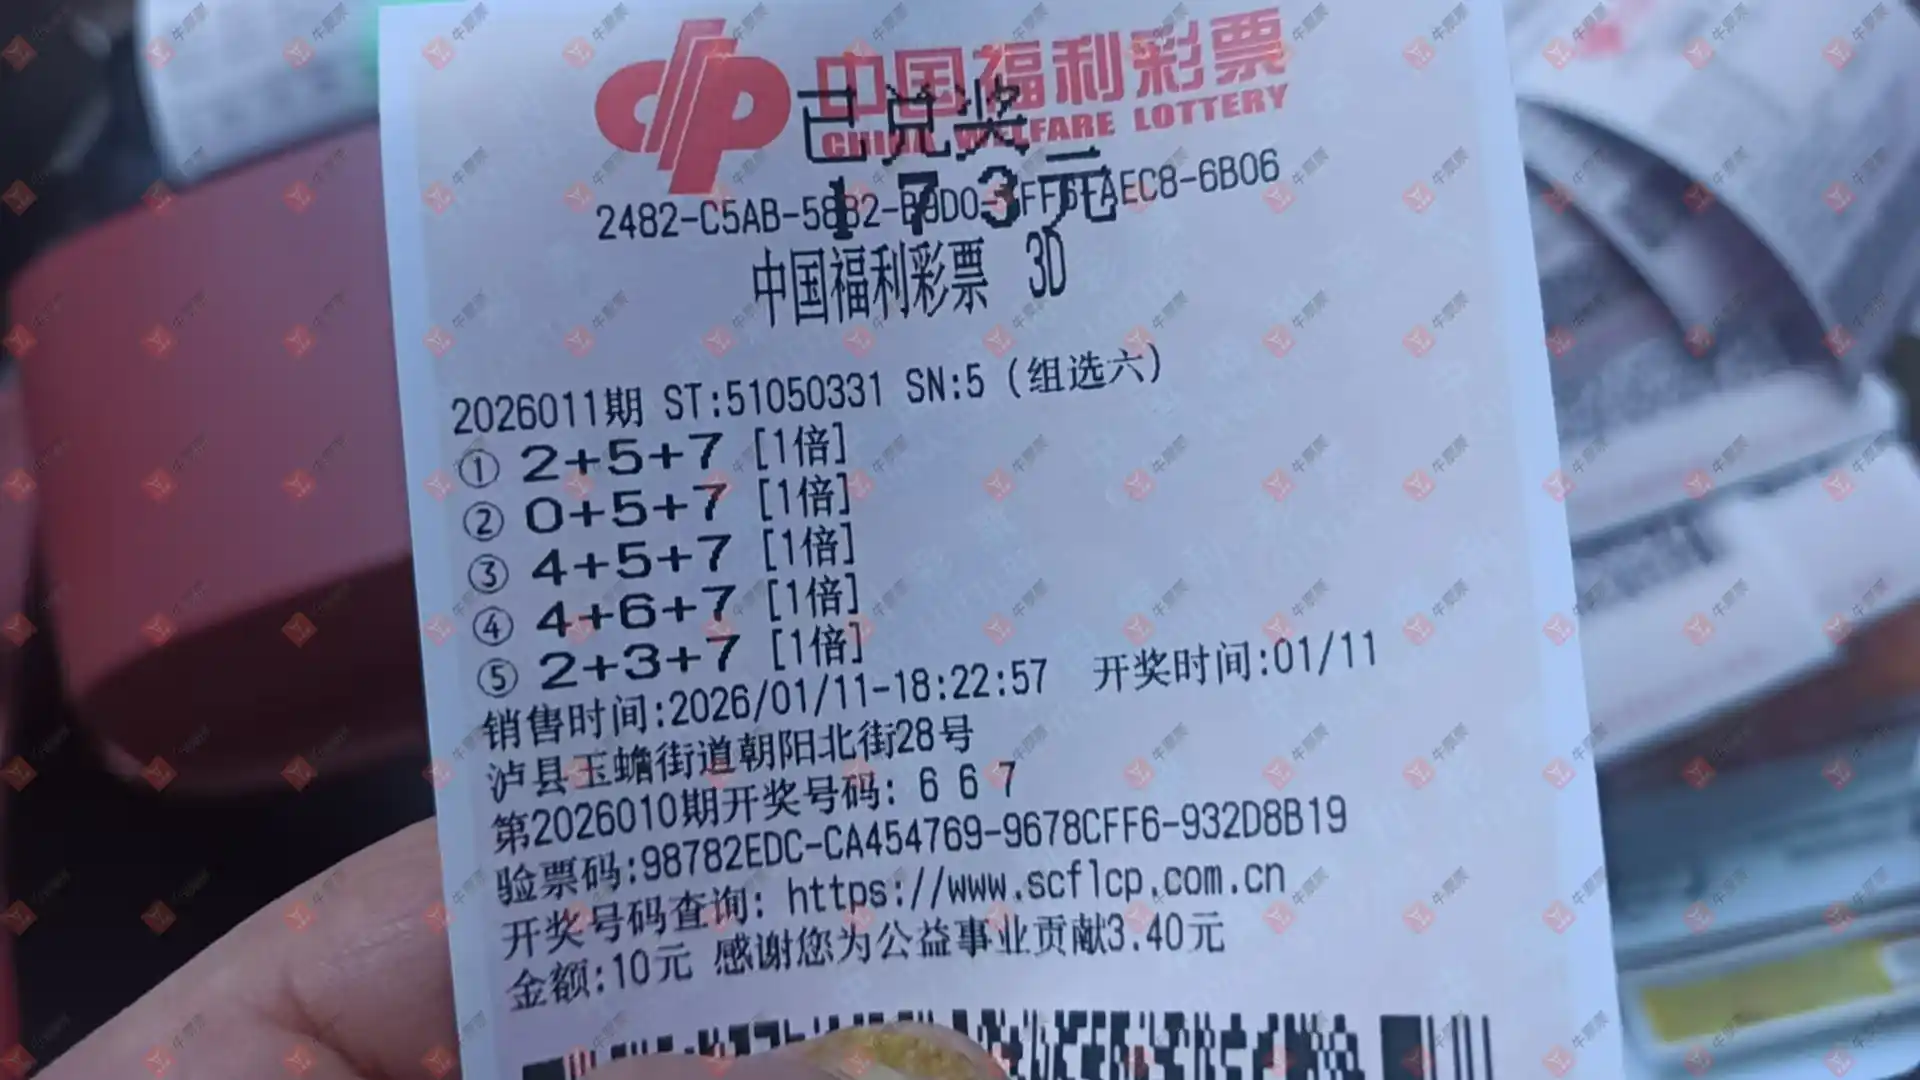 中国福利彩票
CHINA WELFARE LOTTERY
已兑奖
173元
中国福利彩票 3D
2026011期 ST:51050331 SN:5 (组选六)
① 2+5+7 [1倍]
② 0+5+7 [1倍]
③ 4+5+7 [1倍]
④ 4+6+7 [1倍]
⑤ 2+3+7 [1倍]
销售时间:2026/01/11-18:22:57 开奖时间:01/11
泸县玉蟾街道朝阳北街28号
第2026010期开奖号码: 6 6 7
验票码:98782EDC-CA454769-9678CFF6-932D8B19
开奖号码查询: https://www.scflcp.com.cn
金额:10元 感谢您为公益事业贡献3.40元